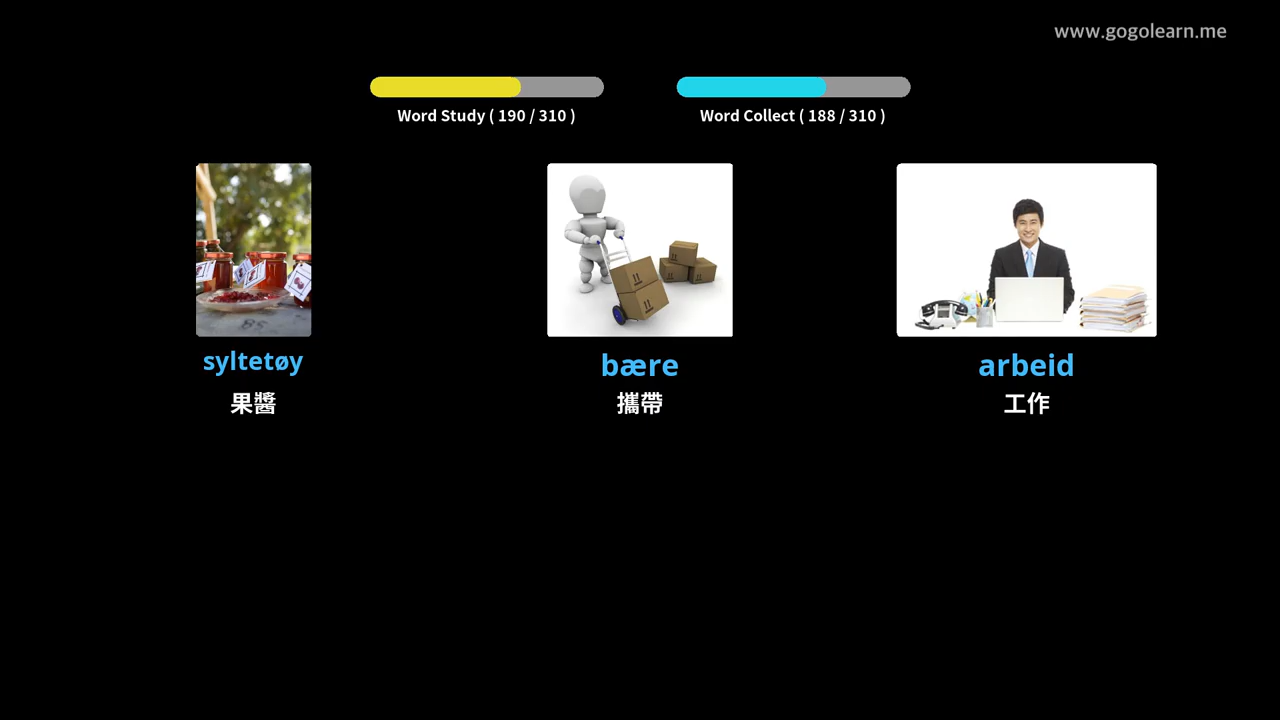 www.gogolearn.me
Word Study ( 190 / 310 )
Word Collect ( 188 / 310 )
syltetøy
bære
arbeid
果醬
攜帶
工作